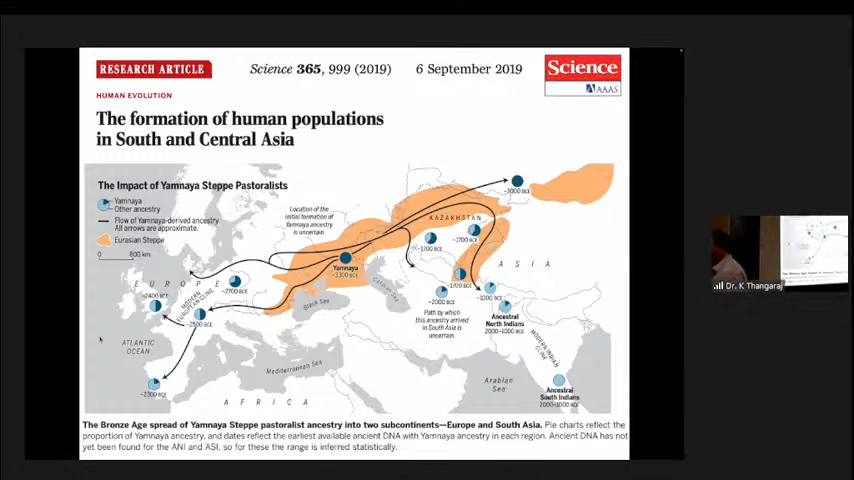 RESEARCH ARTICLE
Science 365, 999 (2019)
6 September 2019
Science
AAAS
HUMAN EVOLUTION
The formation of human populations
in South and Central Asia
The Impact of Yamnaya Steppe Pastoralists
Yamnaya
Other ancestry
Flow of Yamnaya-derived ancestry
All arrows are approximate.
Eurasian Steppe
0 800 km
Location of the
initial formation of
Yamnaya ancestry
is uncertain.
~3000 BCE
KAZAKHSTAN
~1700 BCE
~1700 BCE
Yamnaya
~3300 BCE
ASIA
EUROPE
~2700 BCE
~1700 BCE
~2400 BCE
MODERN
EUROPEAN CLINE
Caspian Sea
~2000 BCE
~1000 BCE
Black Sea
~2500 BCE
Path by which
this ancestry arrived
in South Asia is
uncertain.
Ancestral
North Indians
2000–1000 BCE
ATLANTIC
OCEAN
MODERN INDIAN
CLINE
Mediterranean Sea
~2300 BCE
Arabian
Sea
Ancestral
South Indians
2000–1000 BCE
AFRICA
The Bronze Age spread of Yamnaya Steppe pastoralist ancestry into two subcontinents—Europe and South Asia. Pie charts reflect the
proportion of Yamnaya ancestry, and dates reflect the earliest available ancient DNA with Yamnaya ancestry in each region. Ancient DNA has not
yet been found for the ANI and ASI, so for these the range is inferred statistically.
Dr. K Thangaraj